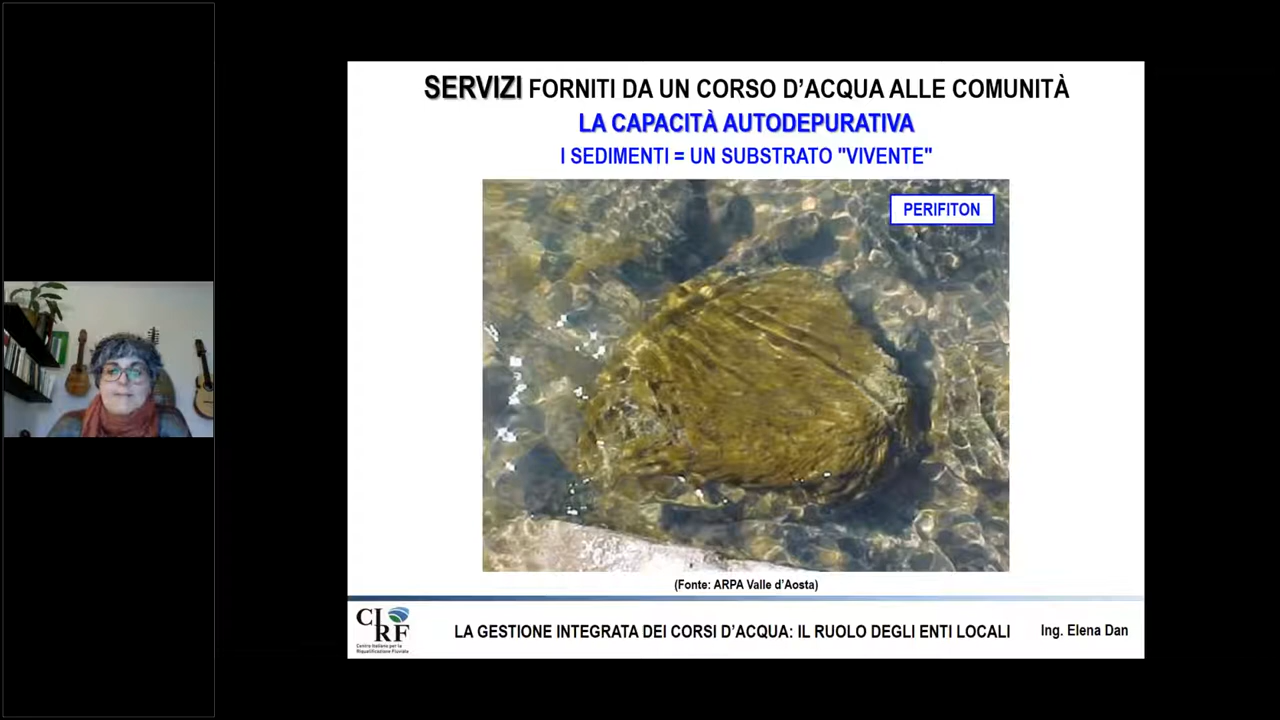 SERVIZI FORNITI DA UN CORSO D'ACQUA ALLE COMUNITÀ
LA CAPACITÀ AUTODEPURATIVA
I SEDIMENTI = UN SUBSTRATO "VIVENTE"
PERIFITON
(Fonte: ARPA Valle d'Aosta)
CIRF
Centro Italiano per la
Riqualificazione Fluviale
LA GESTIONE INTEGRATA DEI CORSI D'ACQUA: IL RUOLO DEGLI ENTI LOCALI
Ing. Elena Dan